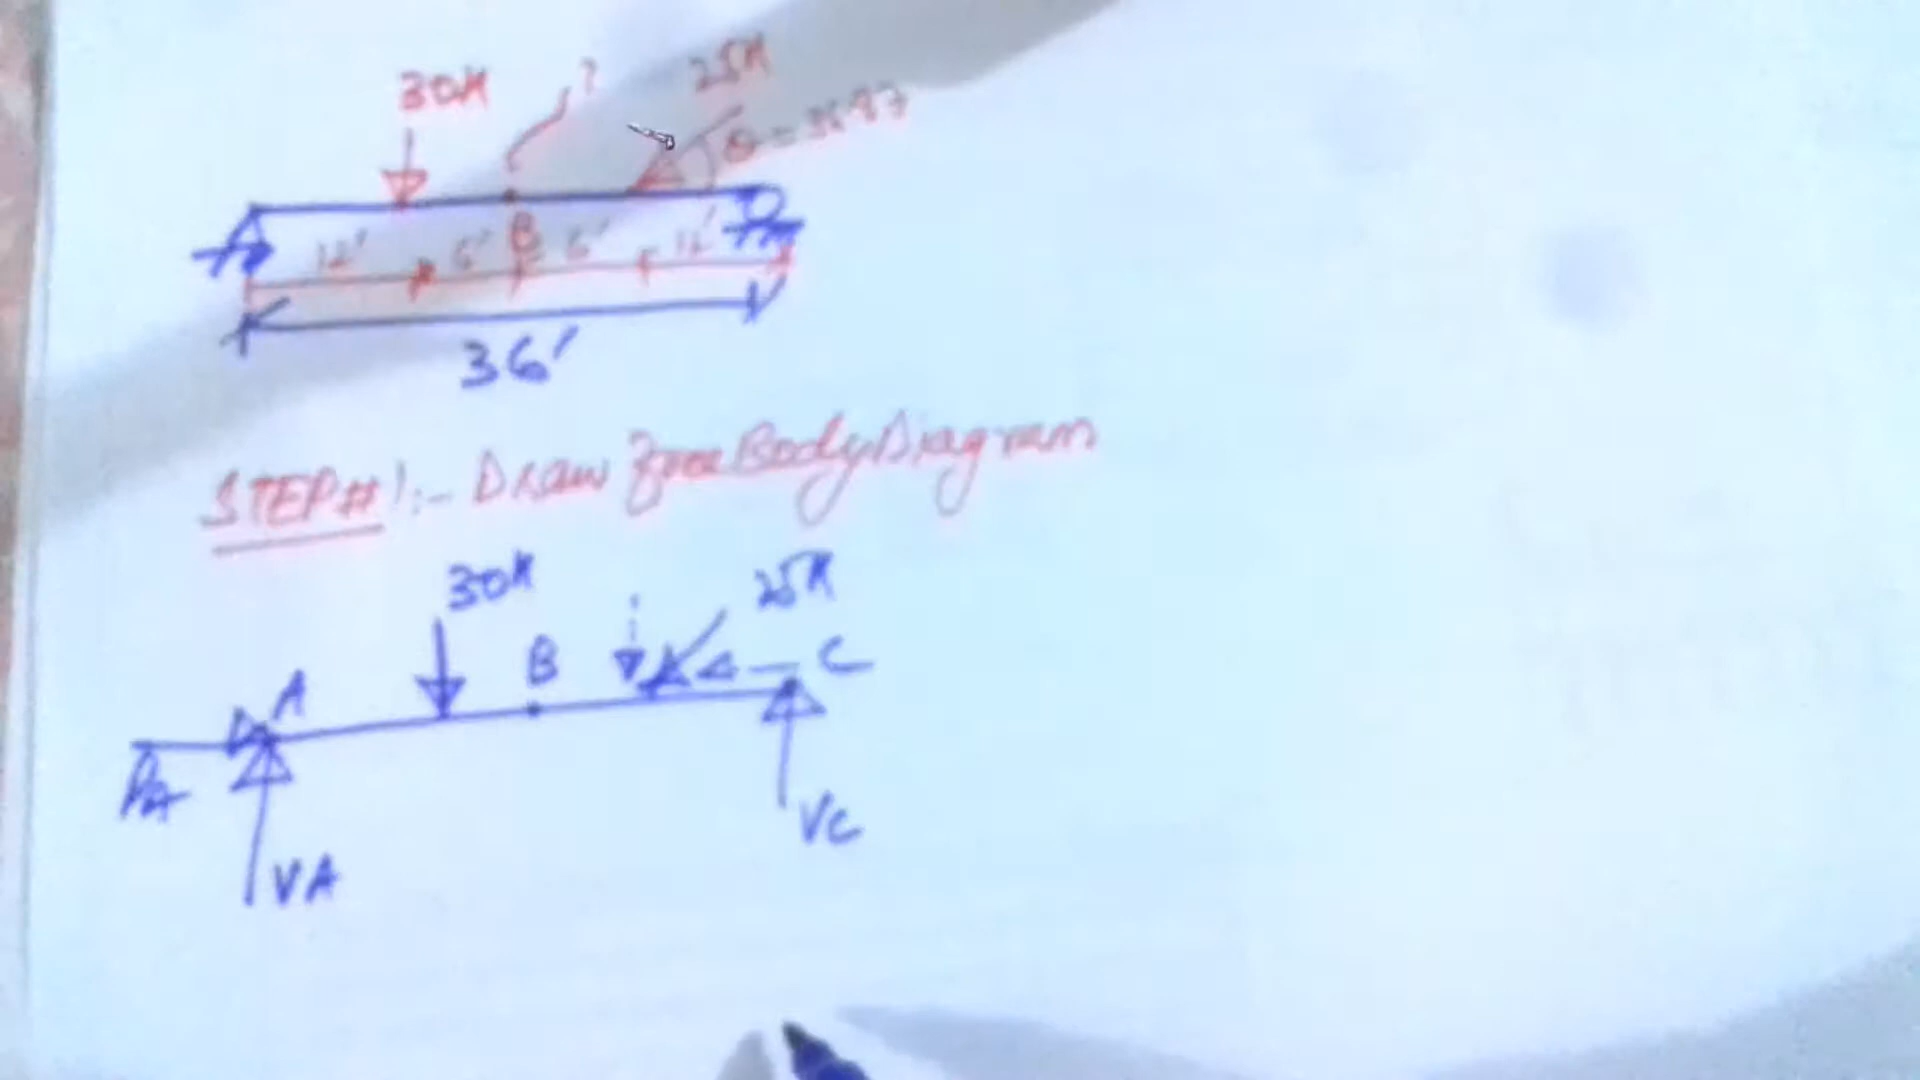 30K ? 25K
θ = 36.87
12' 6' B 6' 12'
36'
STEP#1:- Draw free Body Diagram
30K 25K
B C
A
HA
VC
VA